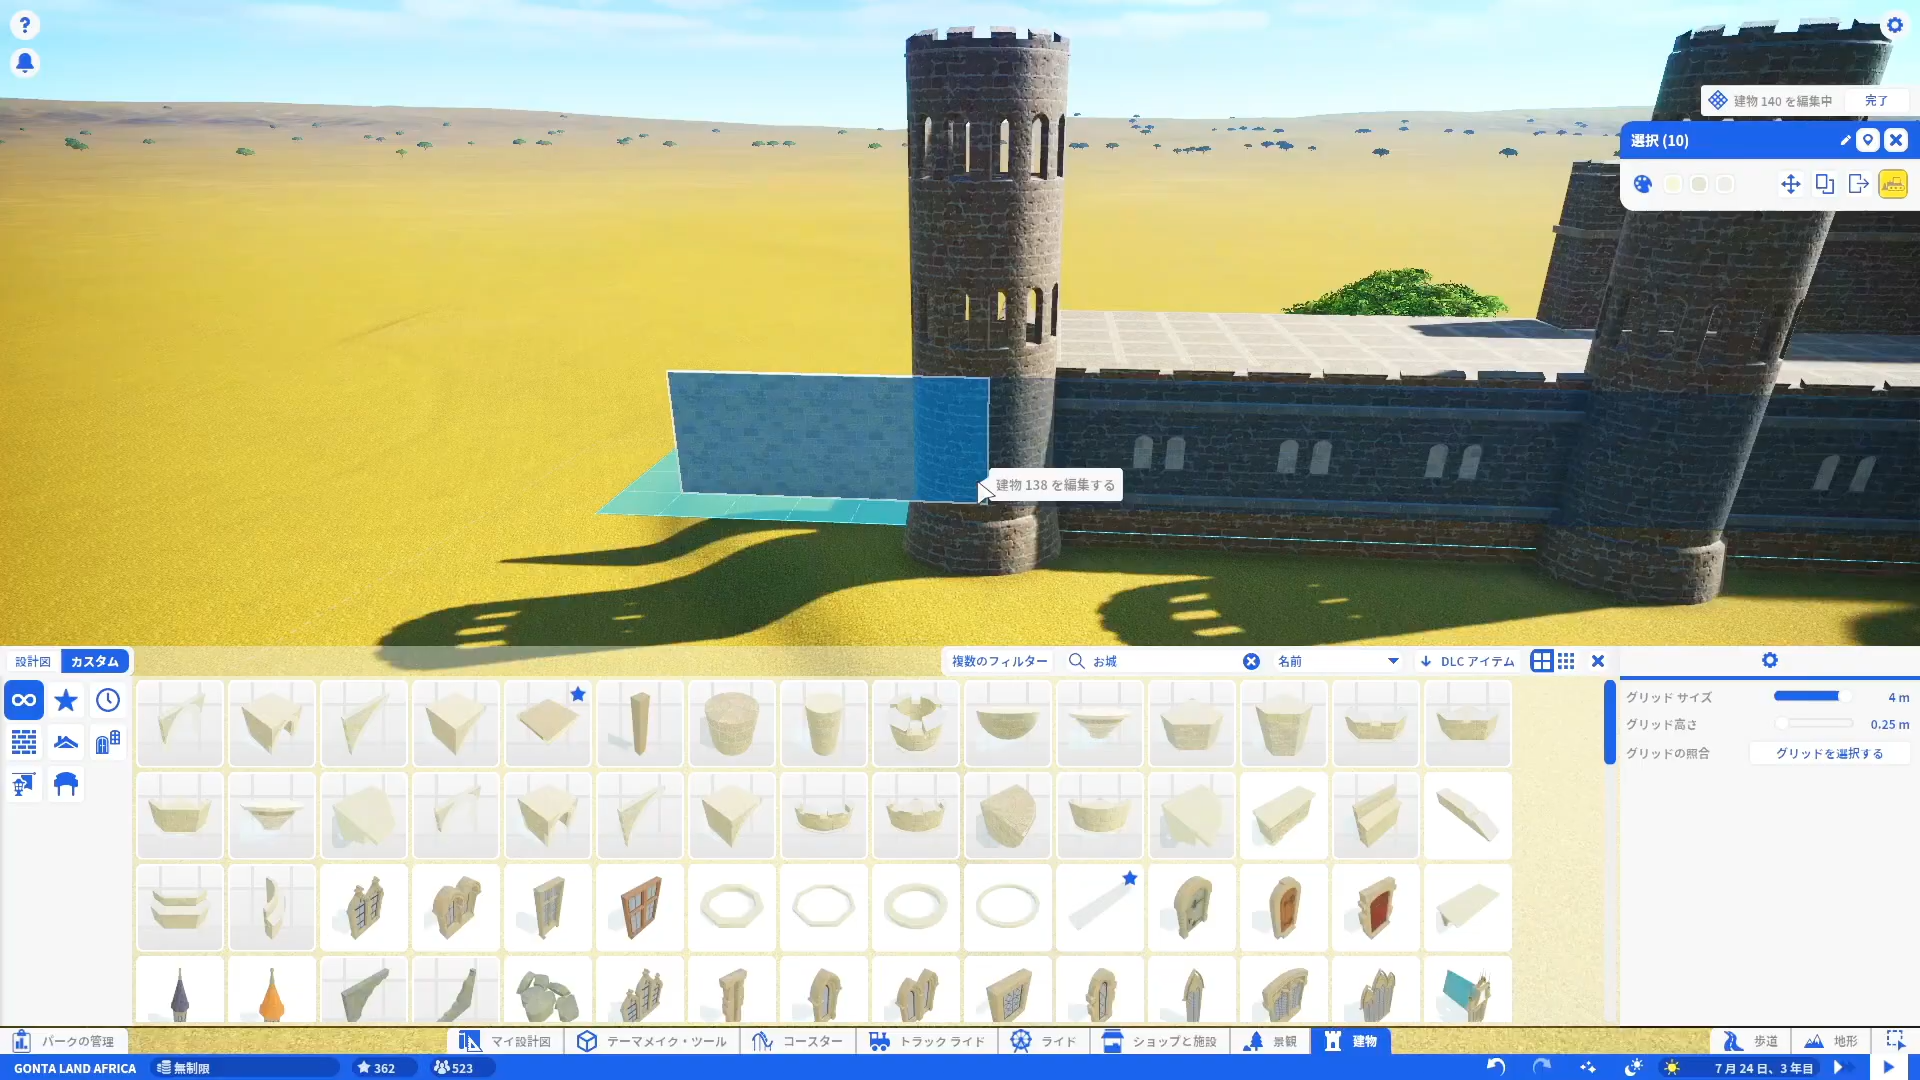 ?
建物 140 を編集中
完了
選択 (10)
建物 138 を編集する
設計図
カスタム
複数のフィルター
お城
名前
DLC アイテム
グリッド サイズ
4 m
グリッド高さ
0.25 m
グリッドの照合
グリッドを選択する
パークの管理
マイ設計図
テーマメイク・ツール
コースター
トラック ライド
ライド
ショップと施設
景観
建物
歩道
地形
GONTA LAND AFRICA
無制限
362
523
7 月 24 日、3 年目